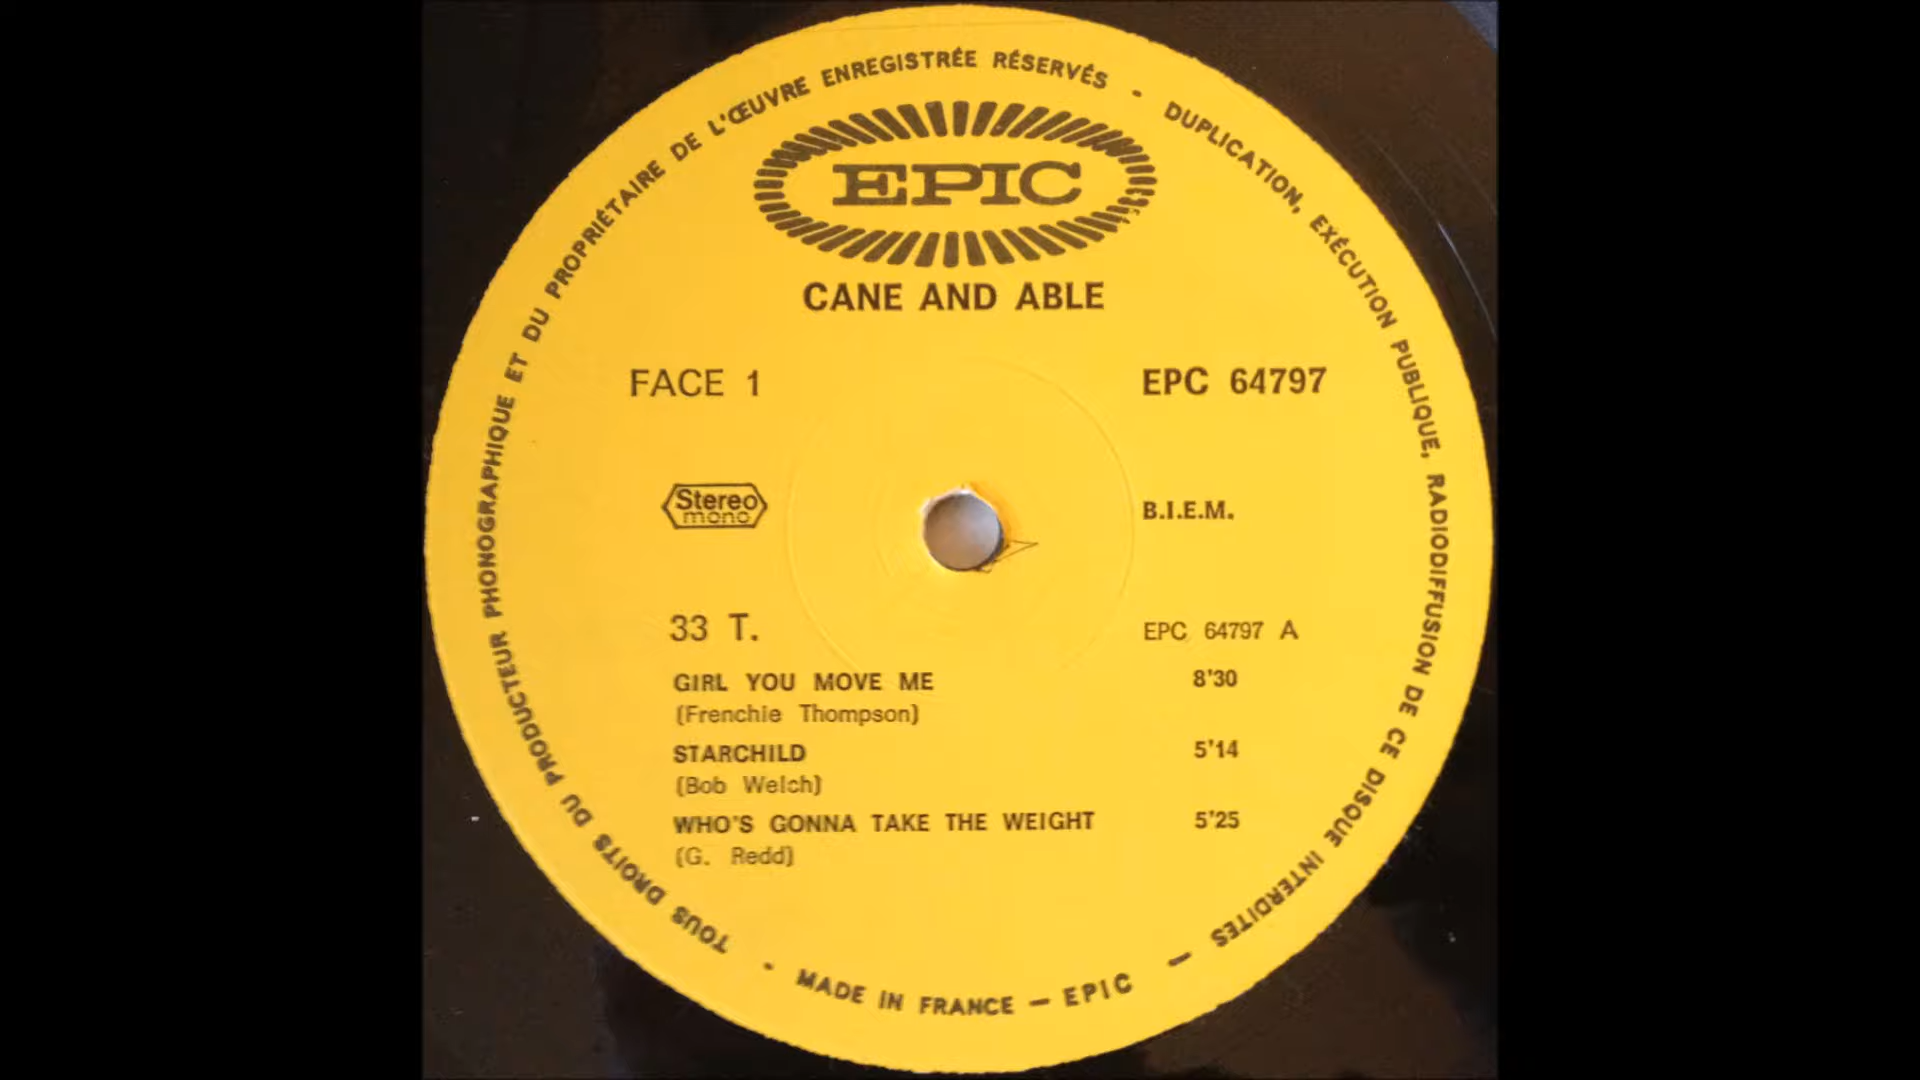 TOUS DROITS DU PRODUCTEUR PHONOGRAPHIQUE ET DU PROPRIÉTAIRE DE L'ŒUVRE ENREGISTRÉE RÉSERVÉS - DUPLICATION, EXÉCUTION PUBLIQUE, RADIODIFFUSION DE CE DISQUE INTERDITES —
EPIC
CANE AND ABLE
FACE 1 EPC 64797
Stereo
mono
B.I.E.M.
33 T. EPC 64797 A
GIRL YOU MOVE ME 8'30
(Frenchie Thompson)
STARCHILD 5'14
(Bob Welch)
WHO'S GONNA TAKE THE WEIGHT 5'25
(G. Redd)
- MADE IN FRANCE — EPIC